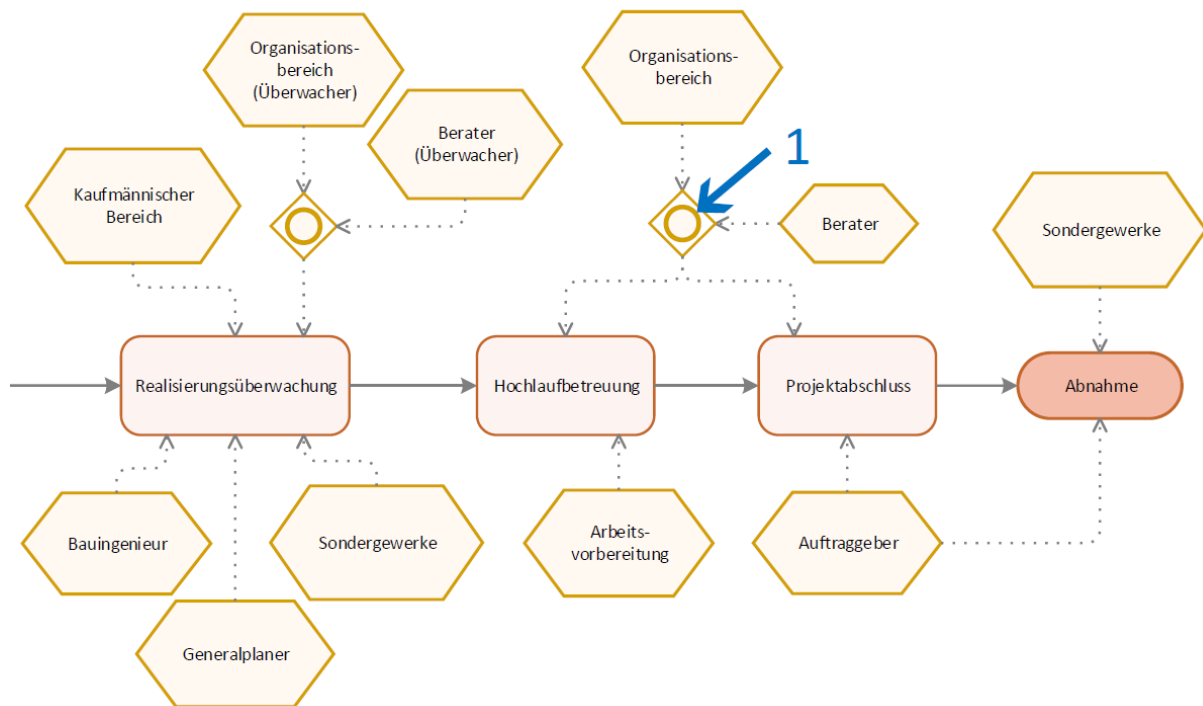 Organisations-
bereich
(Überwacher)
Organisations-
bereich
Berater
(Überwacher)
1
Kaufmännischer
Bereich
Berater
Sondergewerke
Realisierungsüberwachung
Hochlaufbetreuung
Projektabschluss
Abnahme
Bauingenieur
Sondergewerke
Arbeits-
vorbereitung
Auftraggeber
Generalplaner